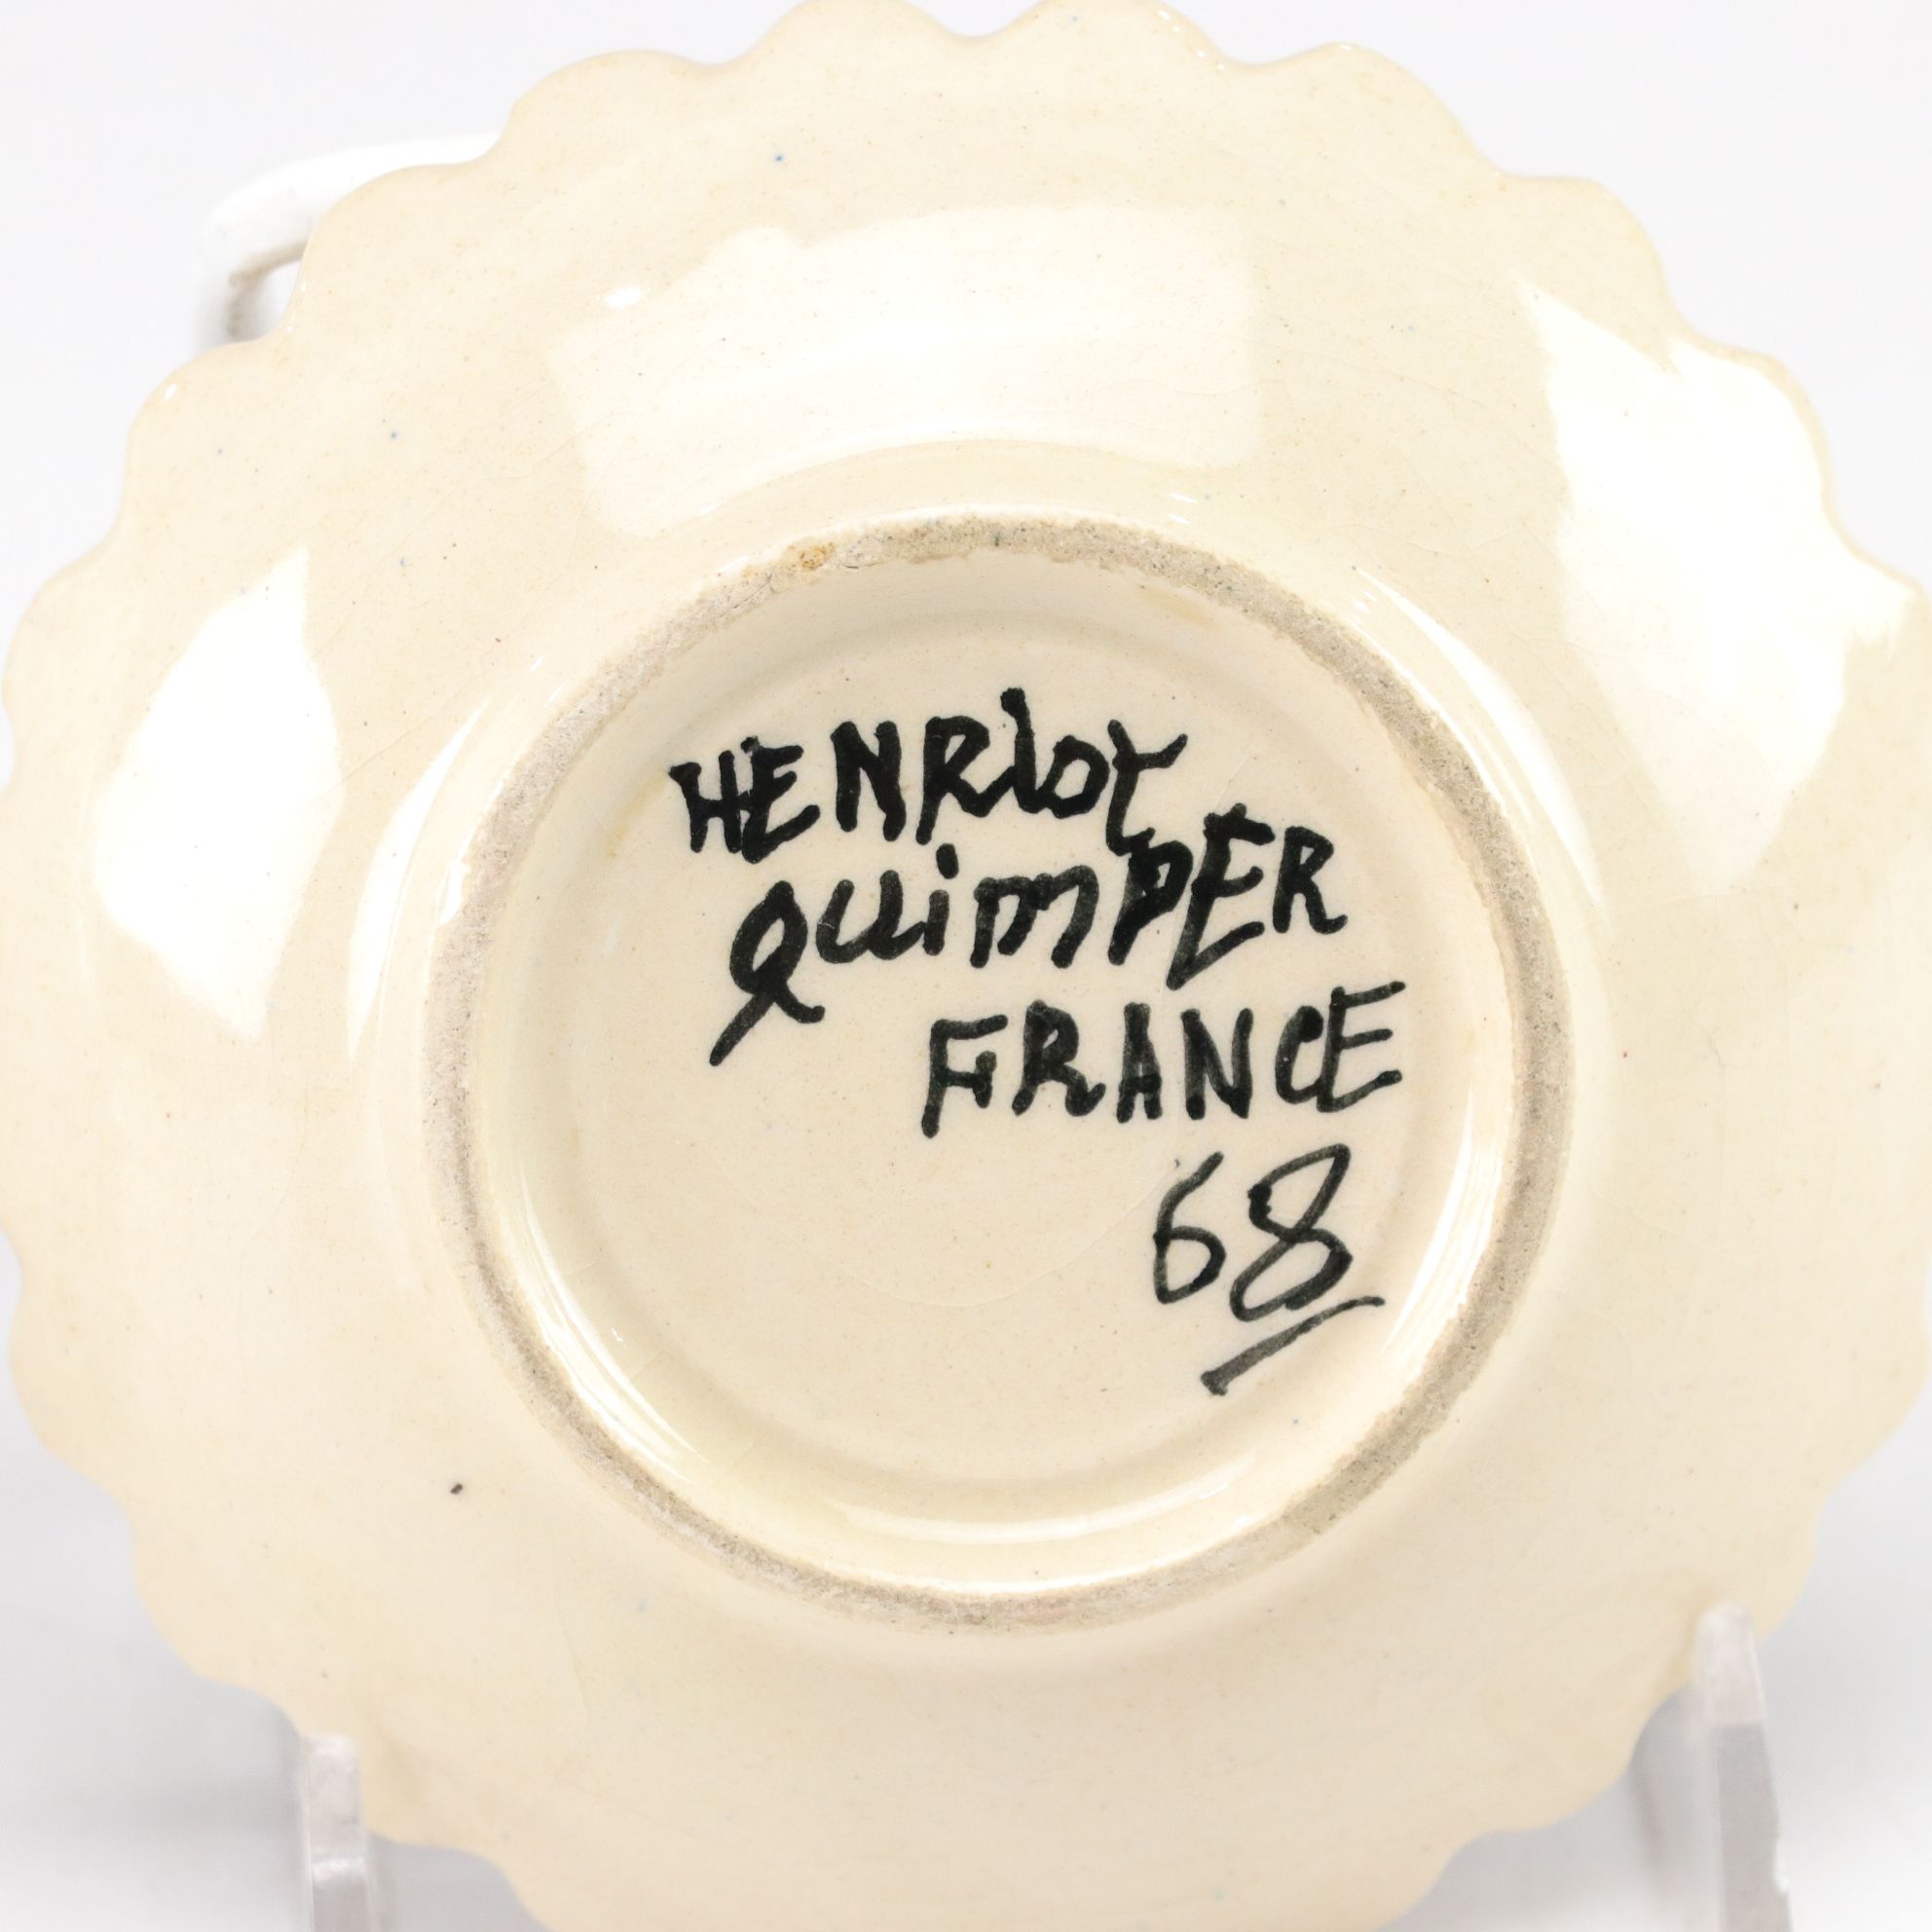 HENRiot
QuimPER
FRANCE
68